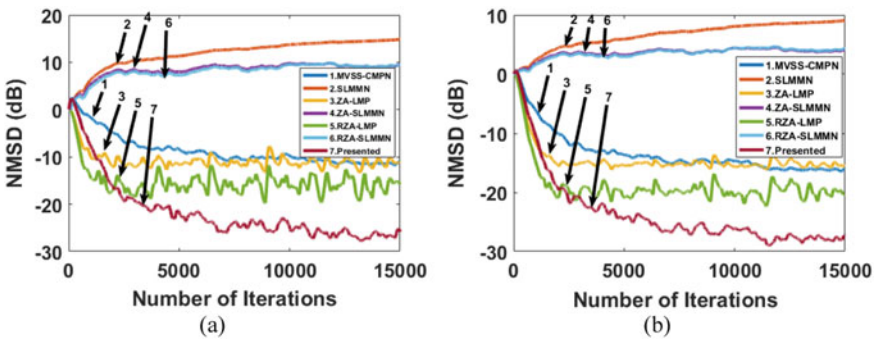 20
10
0
-10
-20
-30
NMSD (dB)
2
4
6
1
3
5
7
1.MVSS-CMPN
2.SLMMN
3.ZA-LMP
4.ZA-SLMMN
5.RZA-LMP
6.RZA-SLMMN
7.Presented
0
5000
10000
15000
Number of Iterations
(a)
20
10
0
-10
-20
-30
NMSD (dB)
2
4
6
1
3
5
7
1.MVSS-CMPN
2.SLMMN
3.ZA-LMP
4.ZA-SLMMN
5.RZA-LMP
6.RZA-SLMMN
7.Presented
0
5000
10000
15000
Number of Iterations
(b)